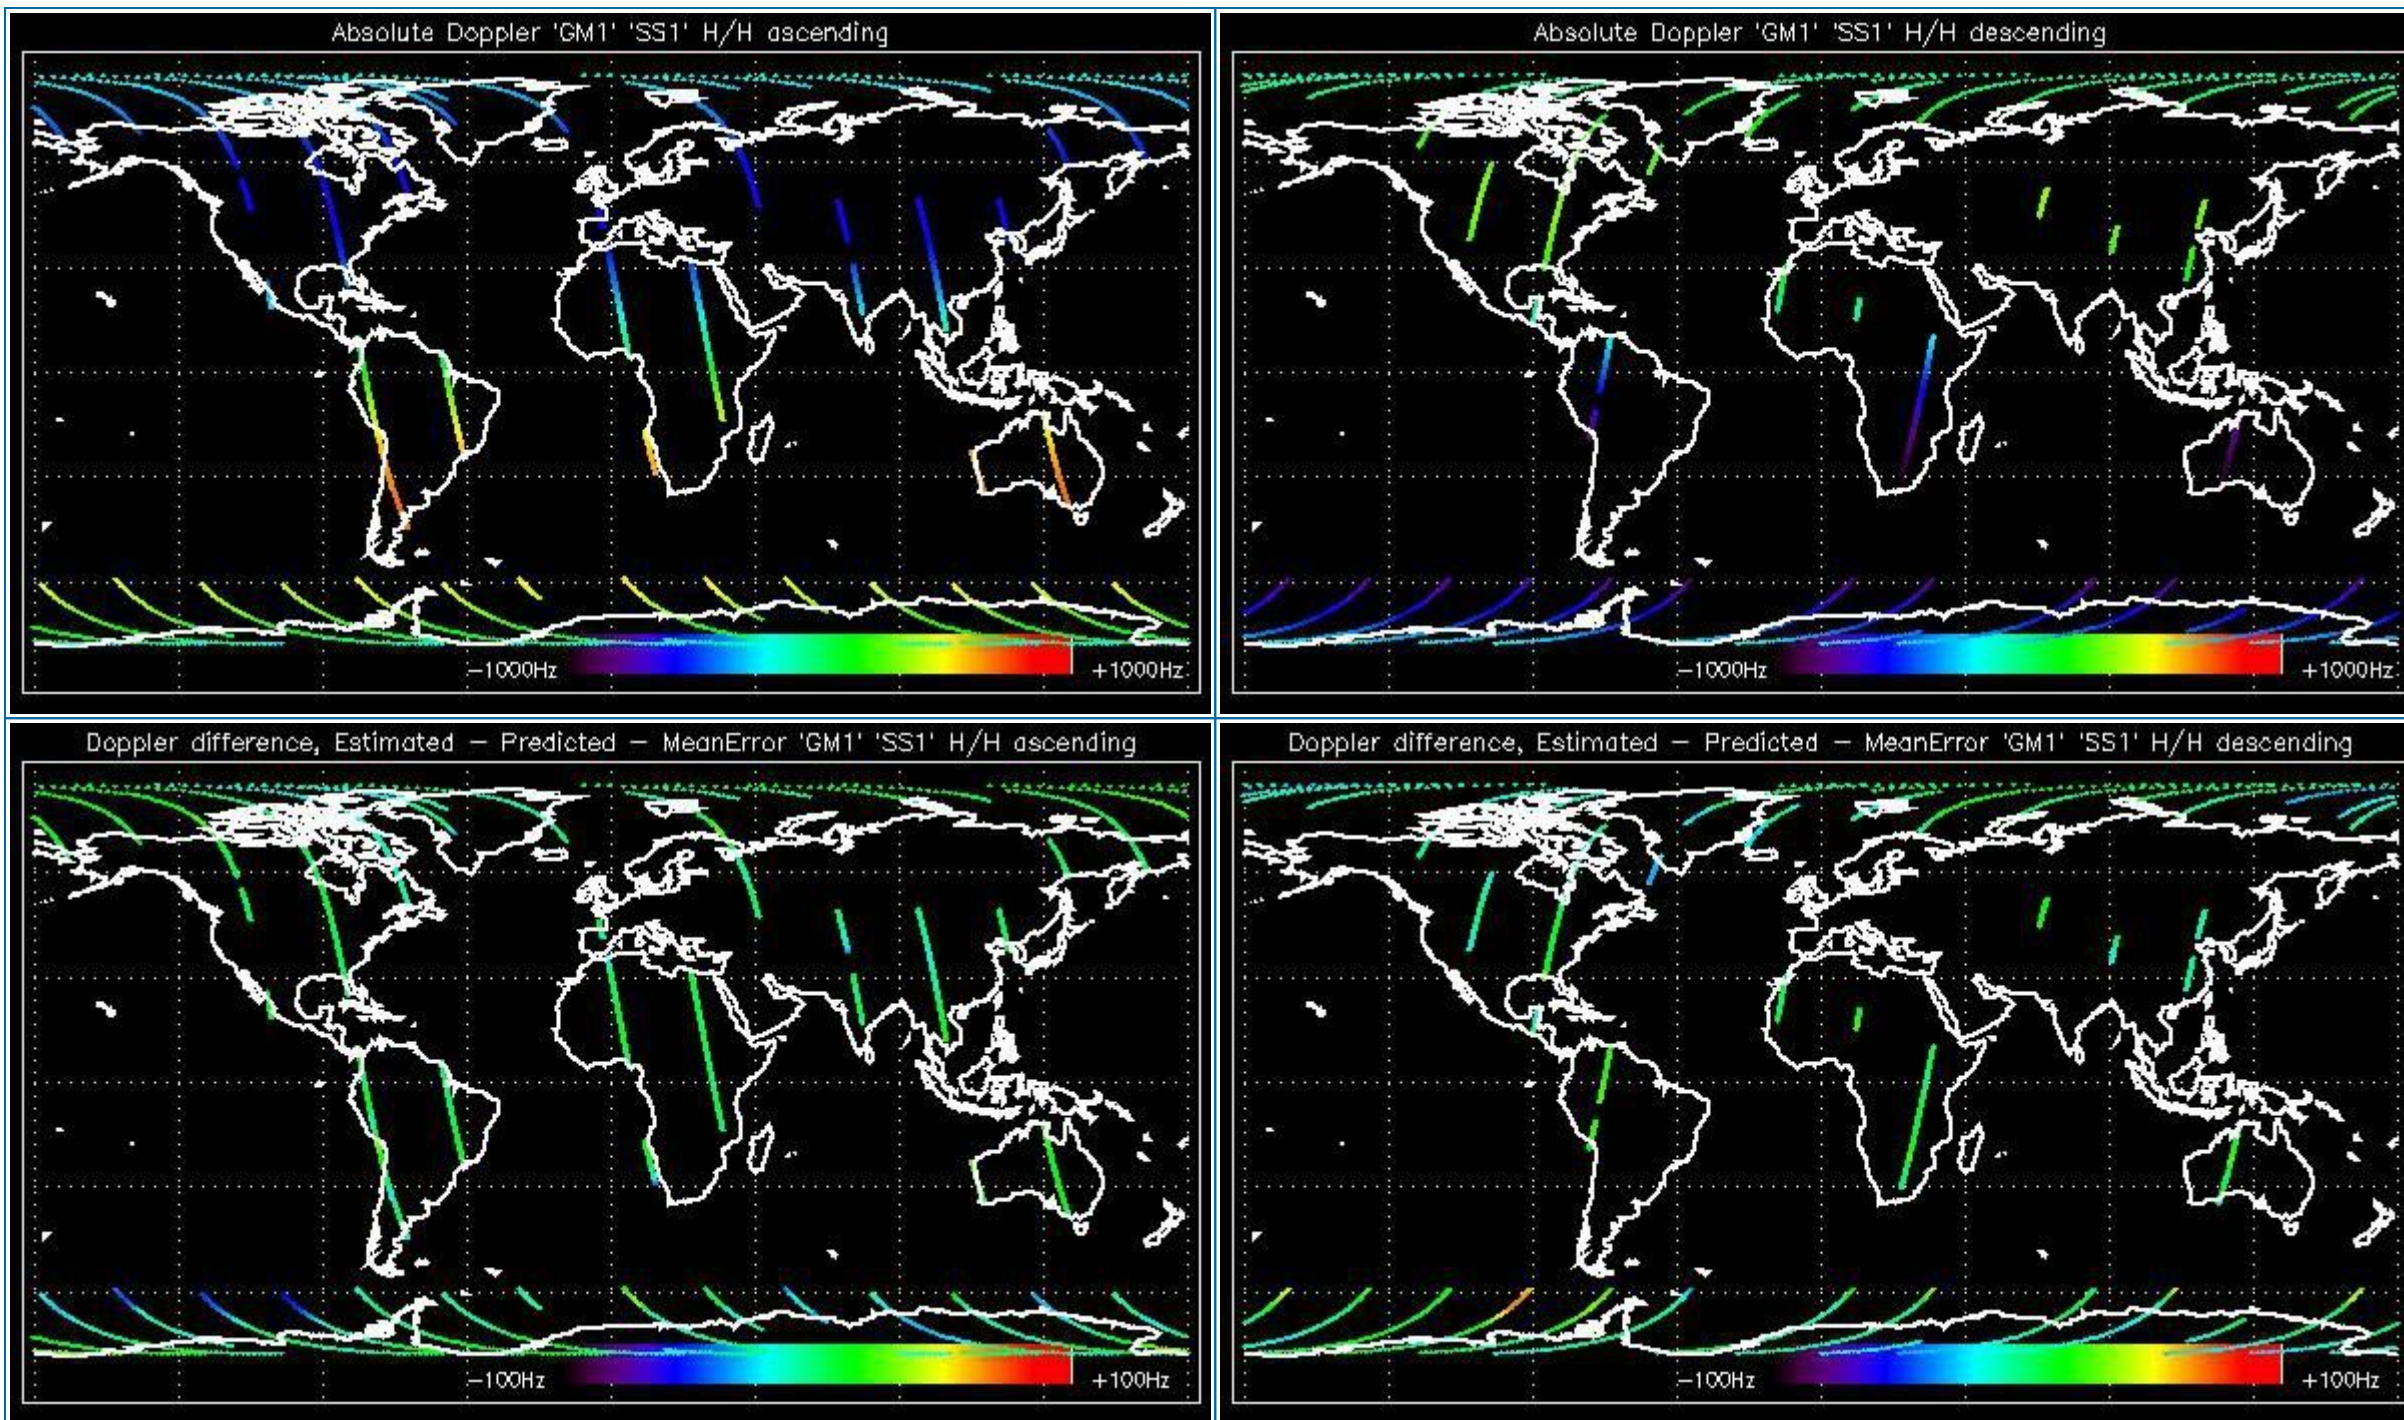 Absolute Doppler 'GM1' 'SS1' H/H ascending
−1000Hz
+1000Hz
Absolute Doppler 'GM1' 'SS1' H/H descending
−1000Hz
+1000Hz
Doppler difference, Estimated − Predicted − MeanError 'GM1' 'SS1' H/H ascending
−100Hz
+100Hz
Doppler difference, Estimated − Predicted − MeanError 'GM1' 'SS1' H/H descending
−100Hz
+100Hz